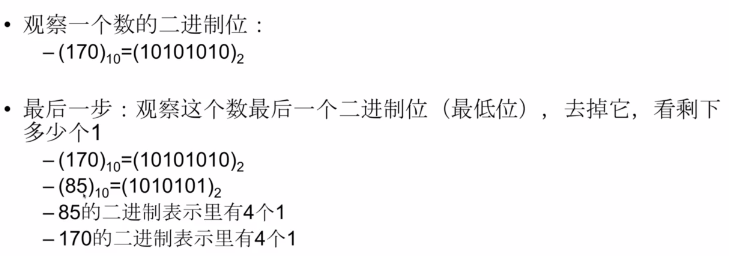 • 观察一个数的二进制位：
– (170)₁₀=(10101010)₂
• 最后一步：观察这个数最后一个二进制位（最低位），去掉它，看剩下
多少个1
– (170)₁₀=(10101010)₂
– (85)₁₀=(1010101)₂
– 85的二进制表示里有4个1
– 170的二进制表示里有4个1